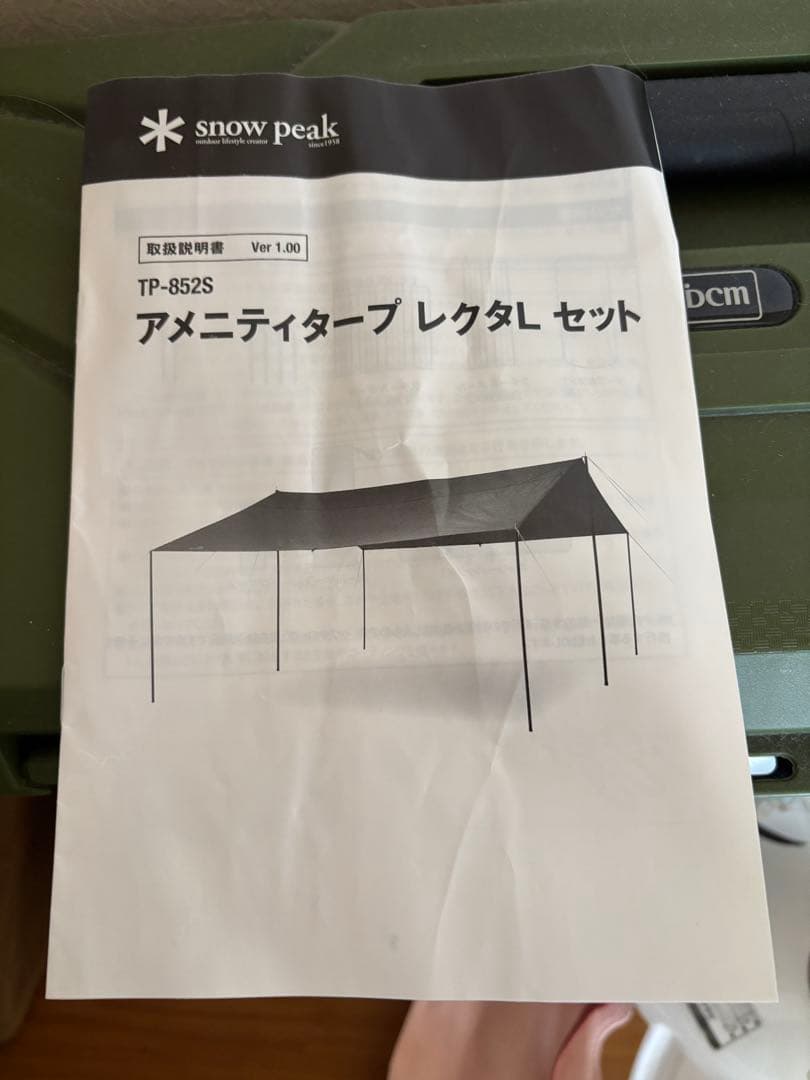 snow peak
outdoor lifestyle creator
since1958
取扱説明書 Ver 1.00
TP-852S
アメニティタープ レクタL セット
DCM